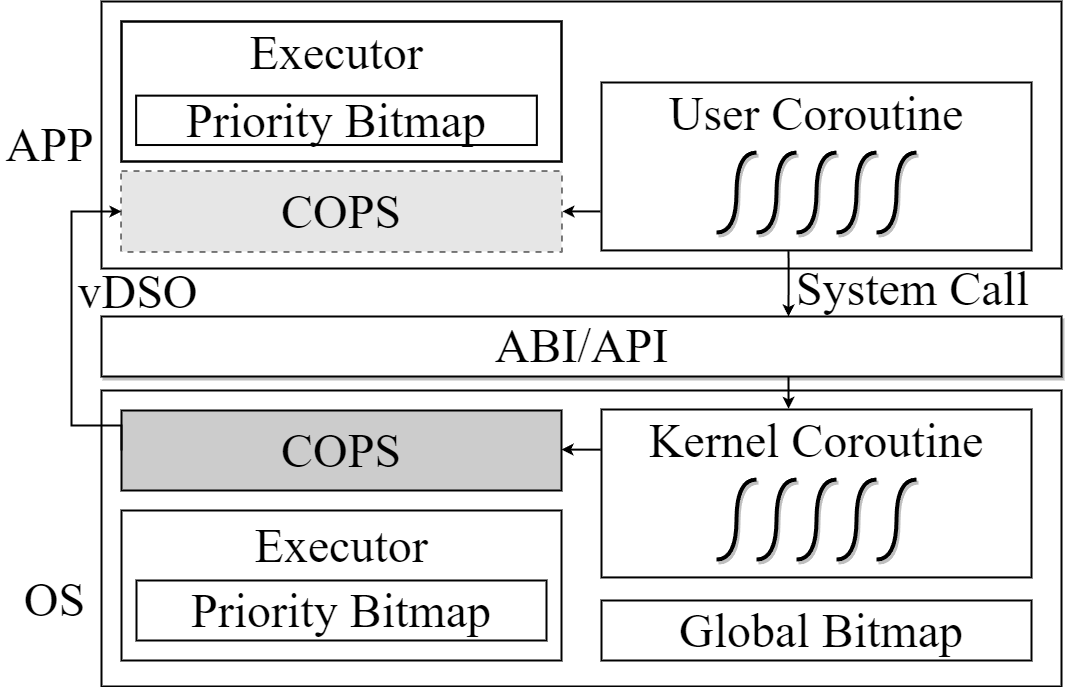 Executor
Priority Bitmap
User Coroutine
APP
COPS
vDSO
System Call
ABI/API
COPS
Kernel Coroutine
Executor
Priority Bitmap
OS
Global Bitmap